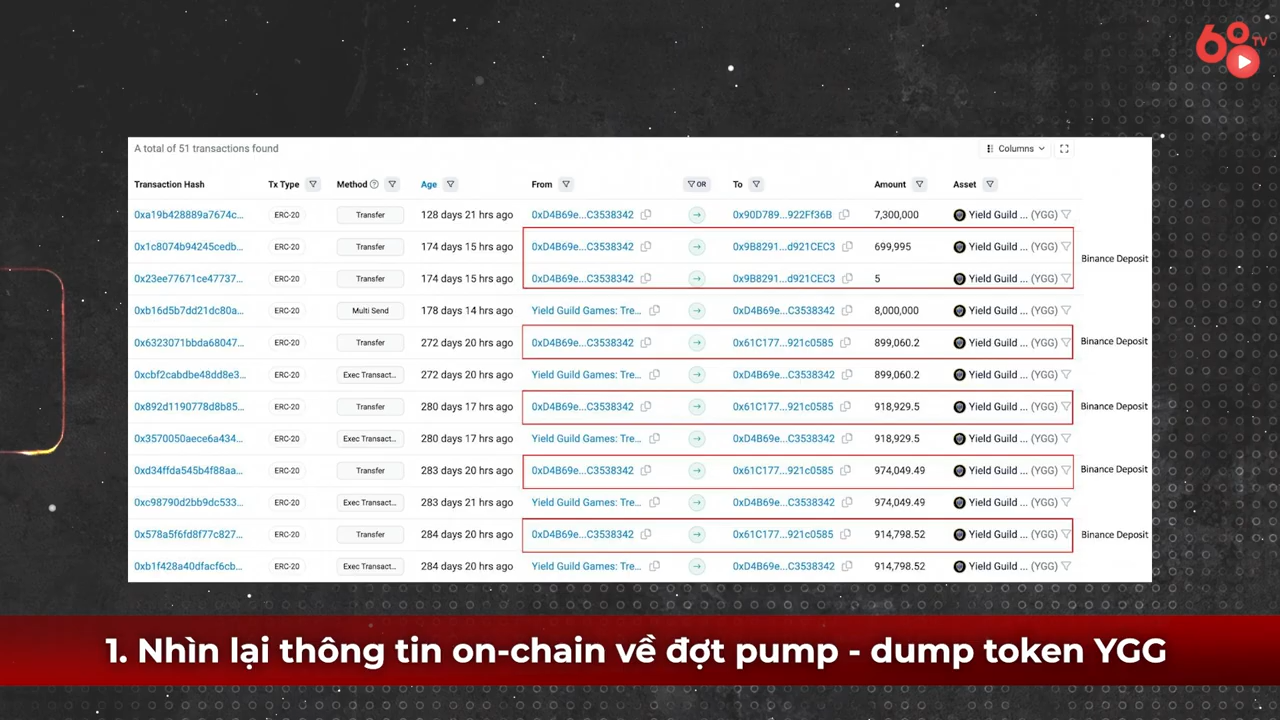 68 TV
A total of 51 transactions found Columns
Transaction Hash Tx Type Method Age From OR To Amount Asset
0xa19b428889a7674c... ERC-20 Transfer 128 days 21 hrs ago 0xD4B69e...C3538342 0x90D789...922Ff36B 7,300,000 Yield Guild ... (YGG)
0x1c8074b94245cedb... ERC-20 Transfer 174 days 15 hrs ago 0xD4B69e...C3538342 0x9B8291...d921CEC3 699,995 Yield Guild ... (YGG)
Binance Deposit
0x23ee77671ce47737... ERC-20 Transfer 174 days 15 hrs ago 0xD4B69e...C3538342 0x9B8291...d921CEC3 5 Yield Guild ... (YGG)
0xb16d5b7dd21dc80a... ERC-20 Multi Send 178 days 14 hrs ago Yield Guild Games: Tre... 0xD4B69e...C3538342 8,000,000 Yield Guild ... (YGG)
0x6323071bbda68047... ERC-20 Transfer 272 days 20 hrs ago 0xD4B69e...C3538342 0x61C177...921c0585 899,060.2 Yield Guild ... (YGG) Binance Deposit
0xcbf2cabdbe48dd8e3... ERC-20 Exec Transact... 272 days 20 hrs ago Yield Guild Games: Tre... 0xD4B69e...C3538342 899,060.2 Yield Guild ... (YGG)
0x892d1190778d8b85... ERC-20 Transfer 280 days 17 hrs ago 0xD4B69e...C3538342 0x61C177...921c0585 918,929.5 Yield Guild ... (YGG) Binance Deposit
0x3570050aece6a434... ERC-20 Exec Transact... 280 days 17 hrs ago Yield Guild Games: Tre... 0xD4B69e...C3538342 918,929.5 Yield Guild ... (YGG)
0xd34ffda545b4f88aa... ERC-20 Transfer 283 days 20 hrs ago 0xD4B69e...C3538342 0x61C177...921c0585 974,049.49 Yield Guild ... (YGG) Binance Deposit
0xc98790d2bb9dc533... ERC-20 Exec Transact... 283 days 21 hrs ago Yield Guild Games: Tre... 0xD4B69e...C3538342 974,049.49 Yield Guild ... (YGG)
0x578a5f6fd8f77c827... ERC-20 Transfer 284 days 20 hrs ago 0xD4B69e...C3538342 0x61C177...921c0585 914,798.52 Yield Guild ... (YGG) Binance Deposit
0xb1f428a40dfacf6cb... ERC-20 Exec Transact... 284 days 20 hrs ago Yield Guild Games: Tre... 0xD4B69e...C3538342 914,798.52 Yield Guild ... (YGG)
1. Nhìn lại thông tin on-chain về đợt pump - dump token YGG